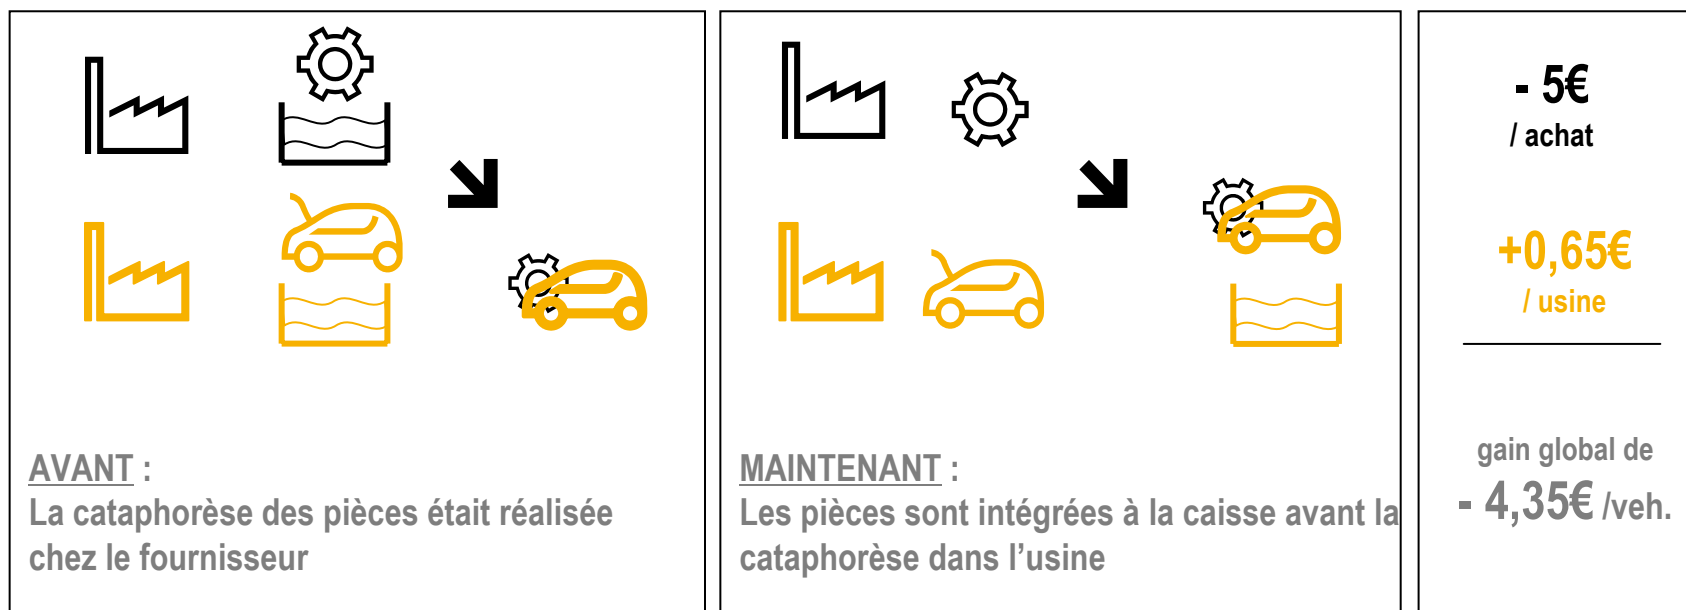 AVANT :
La cataphorèse des pièces était réalisée
chez le fournisseur
MAINTENANT :
Les pièces sont intégrées à la caisse avant la
cataphorèse dans l’usine
- 5€
/ achat
+0,65€
/ usine
gain global de
- 4,35€ /veh.